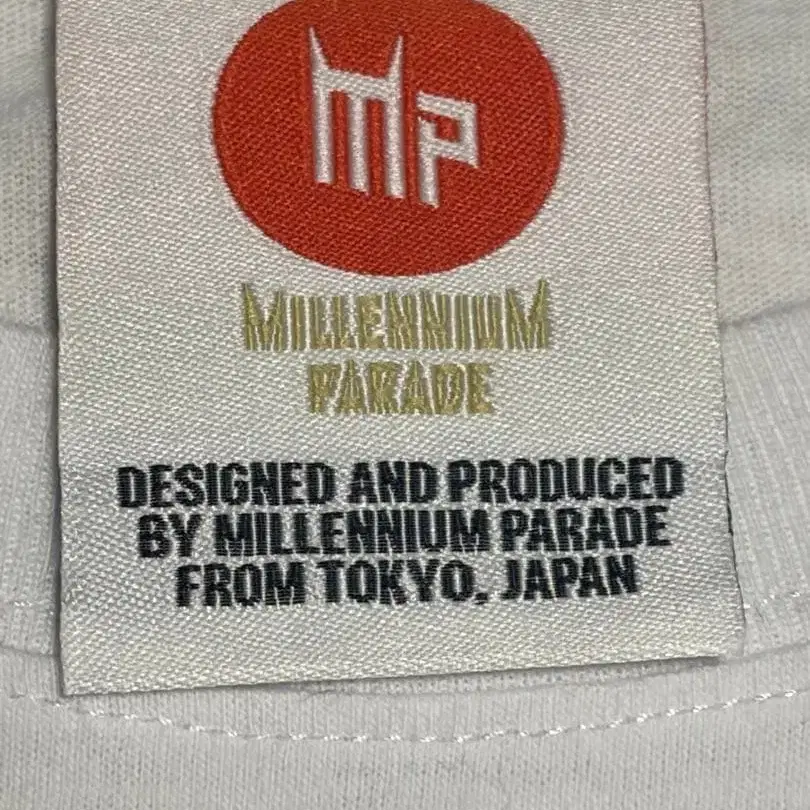 MP
MILLENNIUM
PARADE
DESIGNED AND PRODUCED
BY MILLENNIUM PARADE
FROM TOKYO, JAPAN